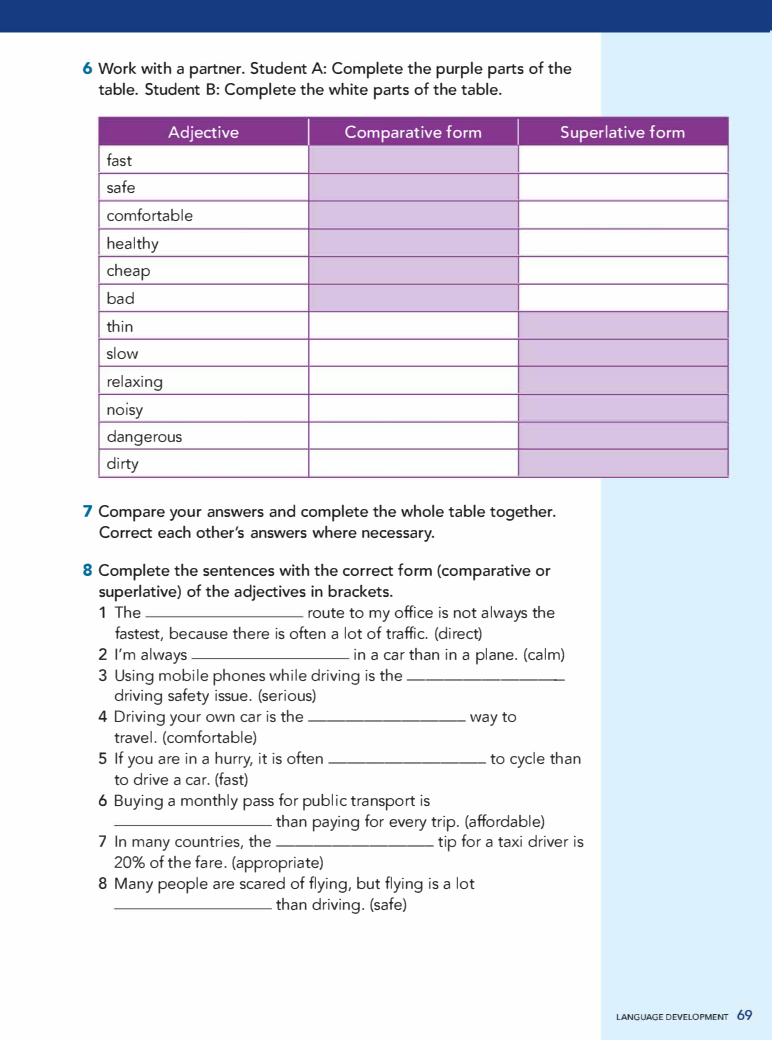 6 Work with a partner. Student A: Complete the purple parts of the
table. Student B: Complete the white parts of the table.
Adjective Comparative form Superlative form
fast
safe
comfortable
healthy
cheap
bad
thin
slow
relaxing
noisy
dangerous
dirty
7 Compare your answers and complete the whole table together.
Correct each other's answers where necessary.
8 Complete the sentences with the correct form (comparative or
superlative) of the adjectives in brackets.
1 The ____________ route to my office is not always the
fastest, because there is often a lot of traffic. (direct)
2 I'm always ____________ in a car than in a plane. (calm)
3 Using mobile phones while driving is the ____________
driving safety issue. (serious)
4 Driving your own car is the ____________ way to
travel. (comfortable)
5 If you are in a hurry, it is often ____________ to cycle than
to drive a car. (fast)
6 Buying a monthly pass for public transport is
____________ than paying for every trip. (affordable)
7 In many countries, the ____________ tip for a taxi driver is
20% of the fare. (appropriate)
8 Many people are scared of flying, but flying is a lot
____________ than driving. (safe)
LANGUAGE DEVELOPMENT 69